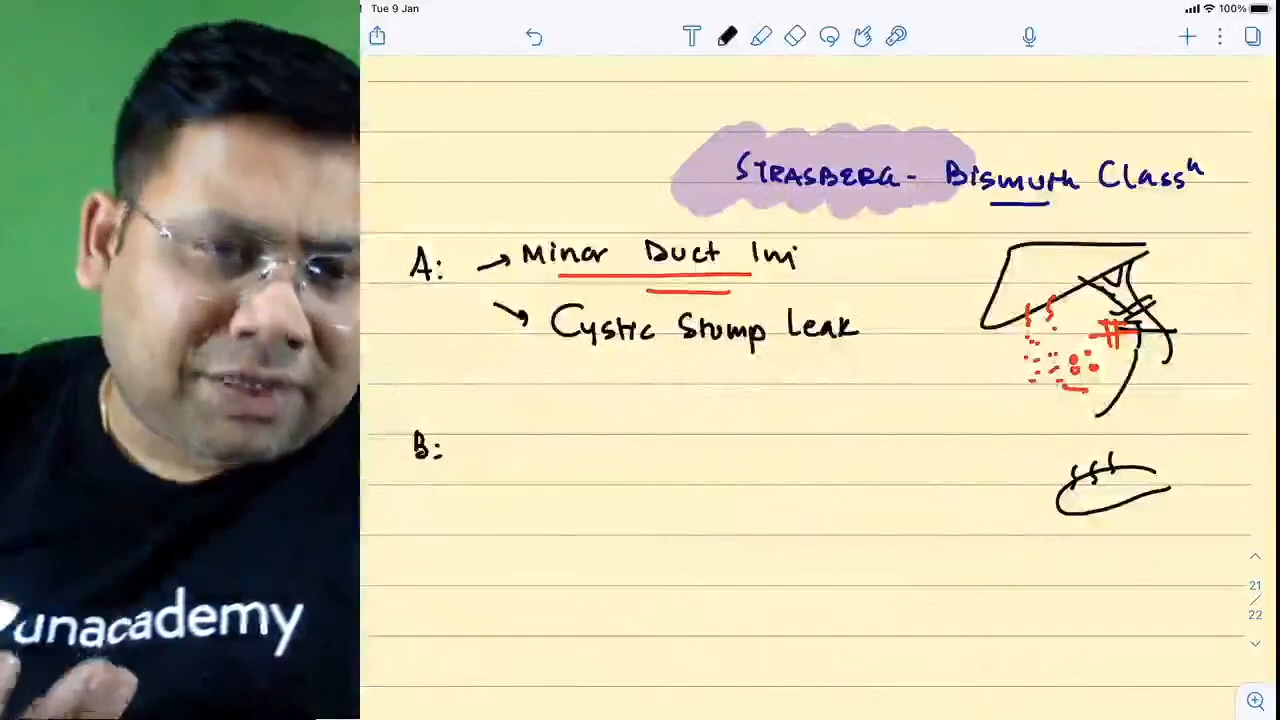 Tue 9 Jan
100%
STRASBERG - Bismuth Classⁿ
A: → Minor Duct Inj
→ Cystic Stump Leak
B:
unacademy
21
/
22